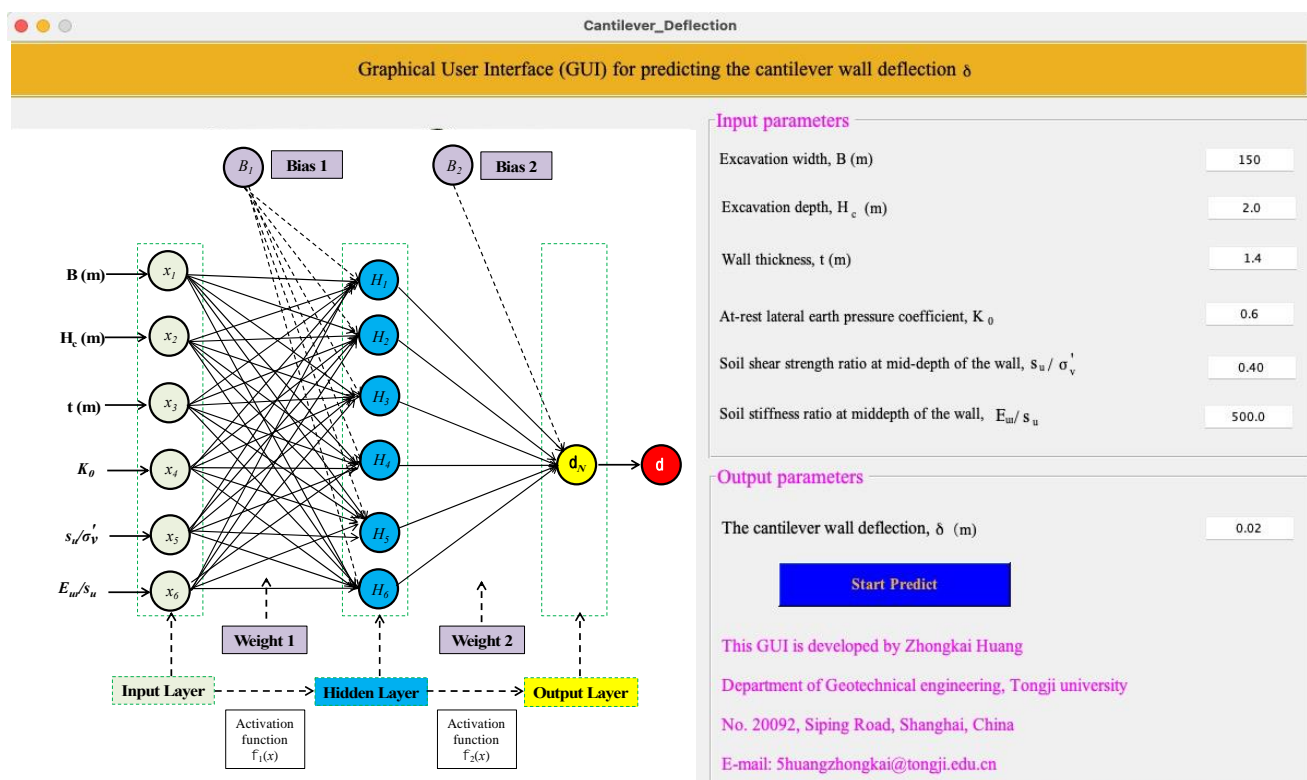 Cantilever_Deflection
Graphical User Interface (GUI) for predicting the cantilever wall deflection δ
B1
Bias 1
B2
Bias 2
B (m)
x1
H1
Hc (m)
x2
H2
t (m)
x3
H3
K0
x4
H4
dN
d
su/σ'v
x5
H5
Eur/su
x6
H6
Weight 1
Weight 2
Input Layer
Hidden Layer
Output Layer
Activation
function
f1(x)
Activation
function
f2(x)
Input parameters
Excavation width, B (m)
150
Excavation depth, H c (m)
2.0
Wall thickness, t (m)
1.4
At-rest lateral earth pressure coefficient, K 0
0.6
Soil shear strength ratio at mid-depth of the wall, s u / σ'v
0.40
Soil stiffness ratio at middepth of the wall, Eur/ s u
500.0
Output parameters
The cantilever wall deflection, δ (m)
0.02
Start Predict
This GUI is developed by Zhongkai Huang
Department of Geotechnical engineering, Tongji university
No. 20092, Siping Road, Shanghai, China
E-mail: 5huangzhongkai@tongji.edu.cn